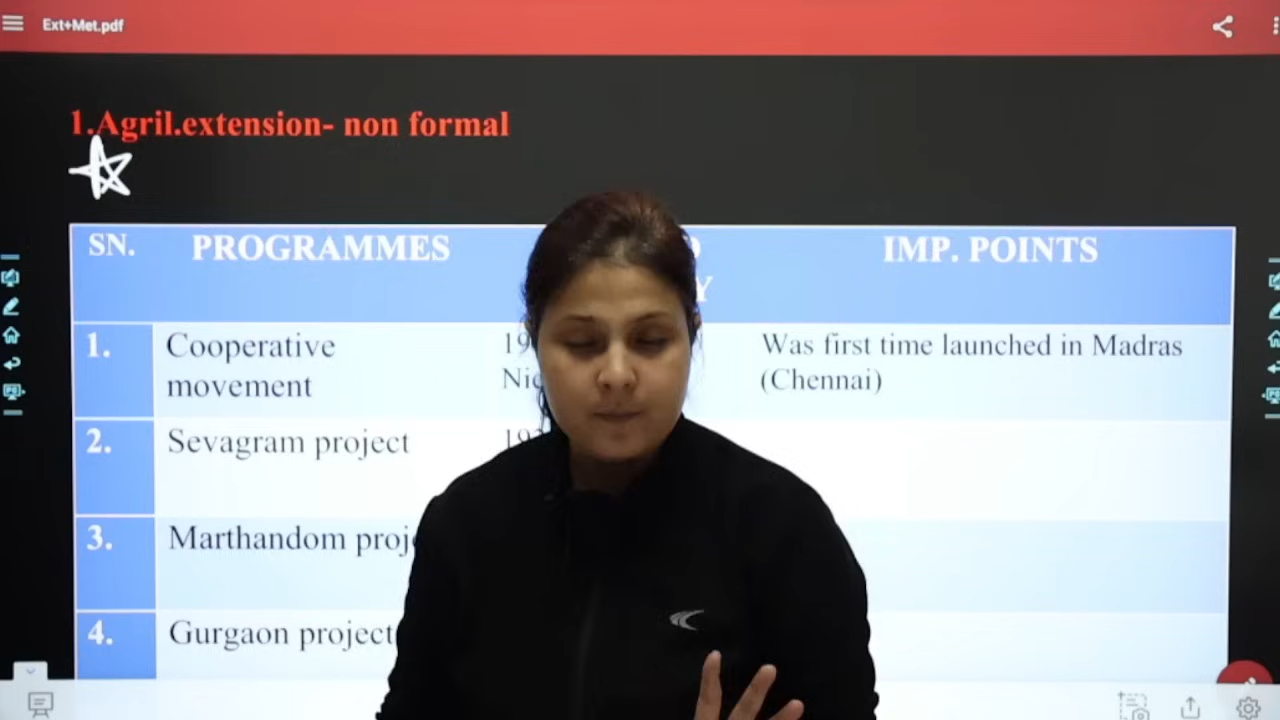 Ext+Met.pdf
1.Agril.extension- non formal
SN. PROGRAMMES IMP. POINTS
1. Cooperative movement Was first time launched in Madras (Chennai)
2. Sevagram project
3. Marthandom
4. Gurgaon project